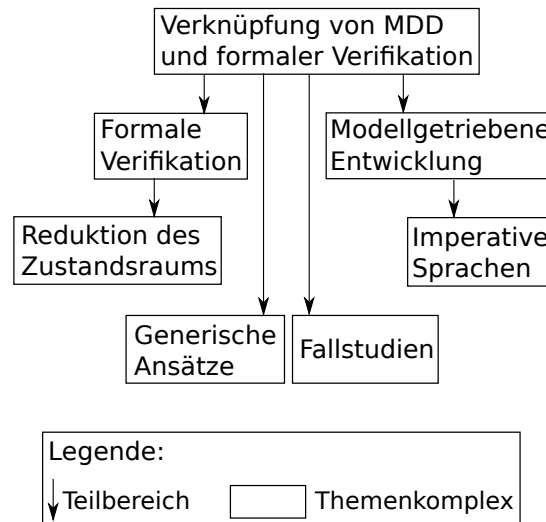 Verknüpfung von MDD
und formaler Verifikation
Formale
Verifikation
Modellgetriebene
Entwicklung
Reduktion des
Zustandsraums
Imperative
Sprachen
Generische
Ansätze
Fallstudien
Legende:
Teilbereich
Themenkomplex